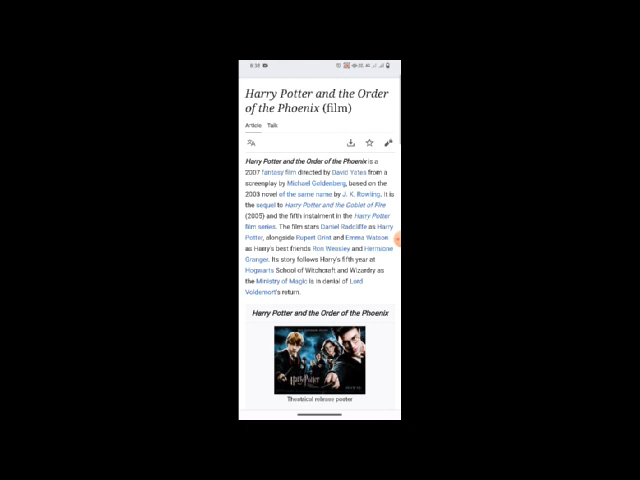 8:58
Harry Potter and the Order
of the Phoenix (film)
Article Talk
Harry Potter and the Order of the Phoenix is a
2007 fantasy film directed by David Yates from a
screenplay by Michael Goldenberg, based on the
2003 novel of the same name by J. K. Rowling. It is
the sequel to Harry Potter and the Goblet of Fire
(2005) and the fifth instalment in the Harry Potter
film series. The film stars Daniel Radcliffe as Harry
Potter, alongside Rupert Grint and Emma Watson
as Harry's best friends Ron Weasley and Hermione
Granger. Its story follows Harry's fifth year at
Hogwarts School of Witchcraft and Wizardry as
the Ministry of Magic is in denial of Lord
Voldemort's return.
Harry Potter and the Order of the Phoenix
Harry Potter
Theatrical release poster